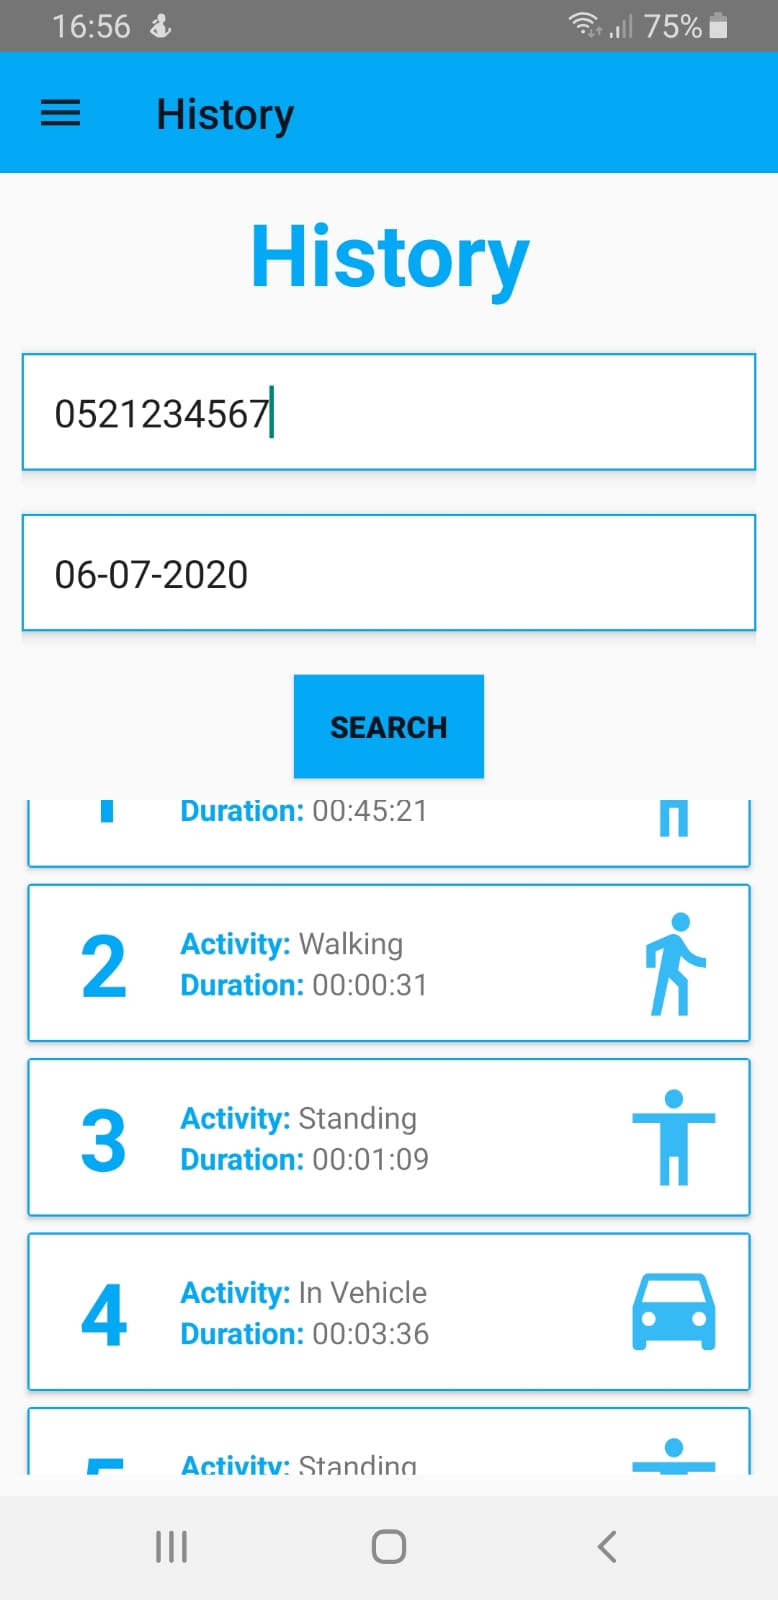 16:56 75%
History
History
0521234567
06-07-2020
SEARCH
Duration: 00:45:21
2
Activity: Walking
Duration: 00:00:31
3
Activity: Standing
Duration: 00:01:09
4
Activity: In Vehicle
Duration: 00:03:36
Activity: Standing